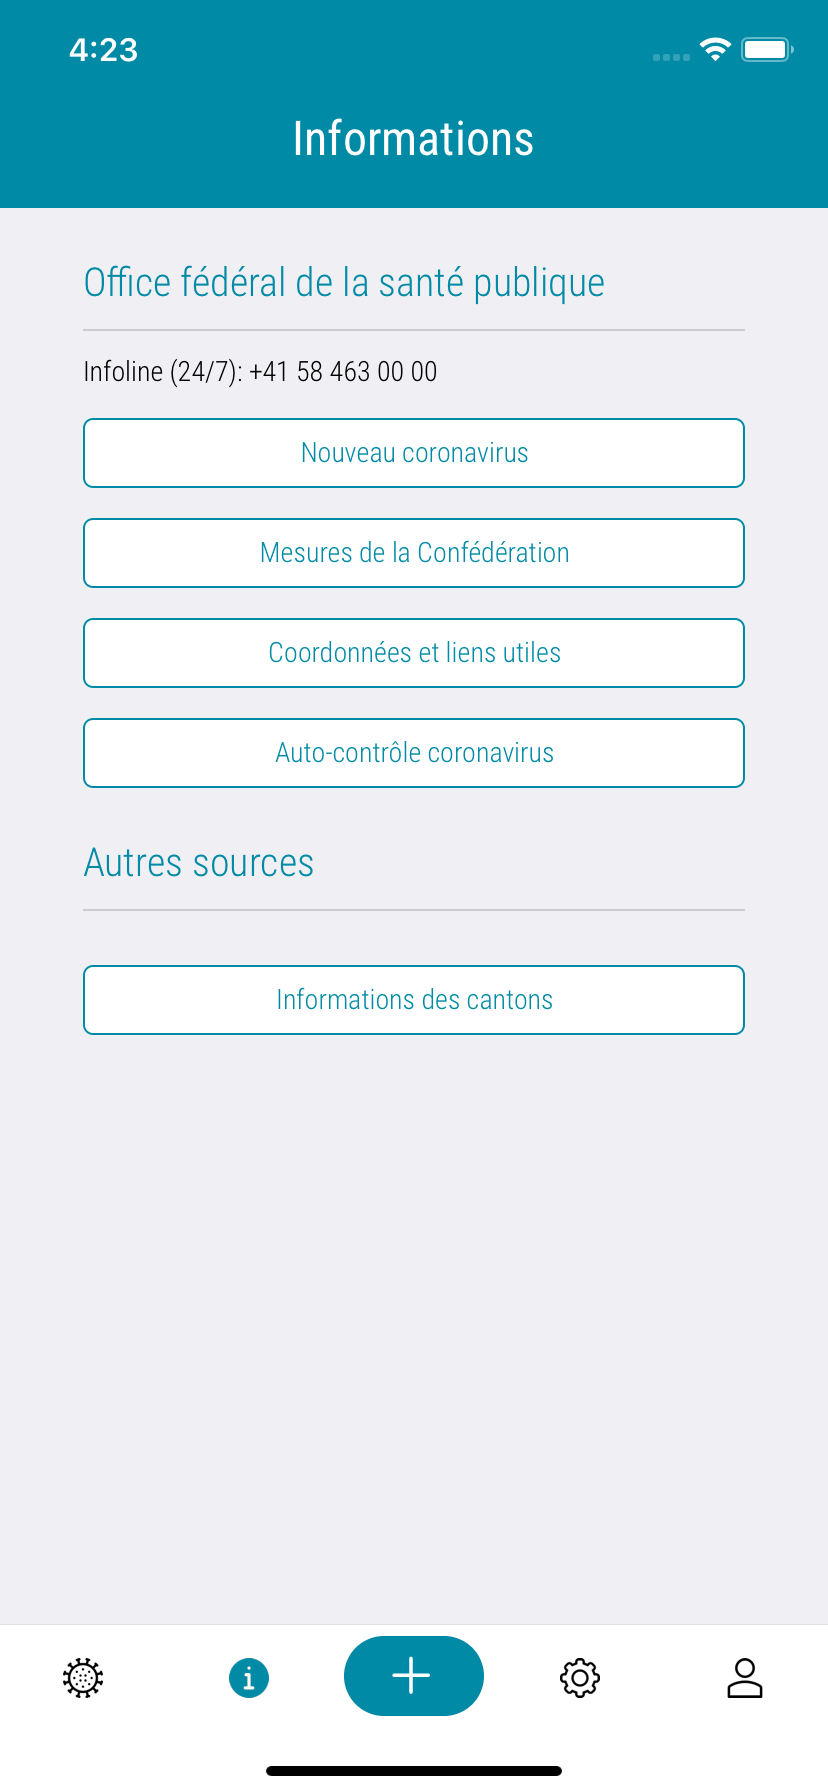 4:23
Informations
Office fédéral de la santé publique
Infoline (24/7): +41 58 463 00 00
Nouveau coronavirus
Mesures de la Confédération
Coordonnées et liens utiles
Auto-contrôle coronavirus
Autres sources
Informations des cantons